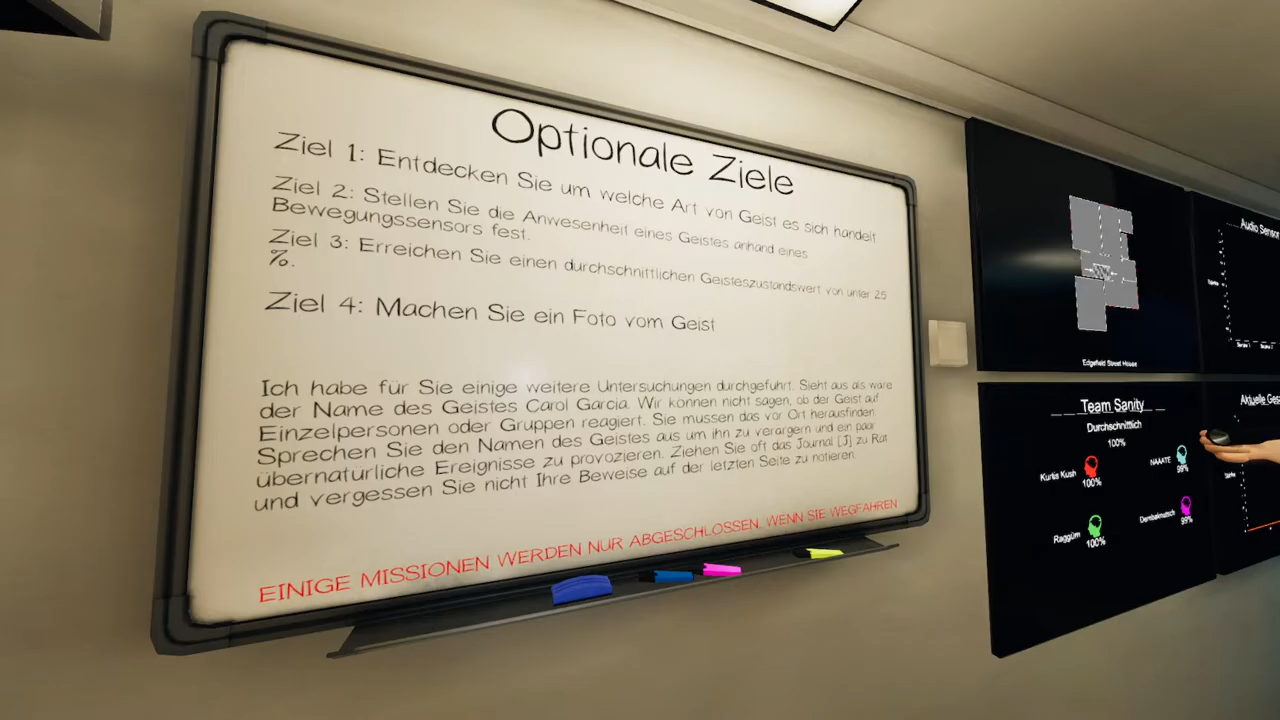 Optionale Ziele
Ziel 1: Entdecken Sie um welche Art von Geist es sich handelt
Ziel 2: Stellen Sie die Anwesenheit eines Geistes anhand eines
Bewegungssensors fest.
Ziel 3: Erreichen Sie einen durchschnittlichen Geisteszustandswert von unter 25
%.
Ziel 4: Machen Sie ein Foto vom Geist
Ich habe für Sie einige weitere Untersuchungen durchgeführt. Sieht aus als wäre
der Name des Geistes Carol Garcia. Wir können nicht sagen, ob der Geist auf
Einzelpersonen oder Gruppen reagiert. Sie müssen das vor Ort herausfinden.
Sprechen Sie den Namen des Geistes aus um ihn zu verärgern und ein paar
übernatürliche Ereignisse zu provozieren. Ziehen Sie oft das Journal [J] zu Rat
und vergessen Sie nicht Ihre Beweise auf der letzten Seite zu notieren.
EINIGE MISSIONEN WERDEN NUR ABGESCHLOSSEN, WENN SIE WEGFAHREN
Edgefield Street House
Audio Sensor
Team Sanity
Durchschnittlich
100%
Kurtis Kush
100%
NAAATE
99%
Raggüm
100%
Dembaknutsch
99%
Aktuelle Ges